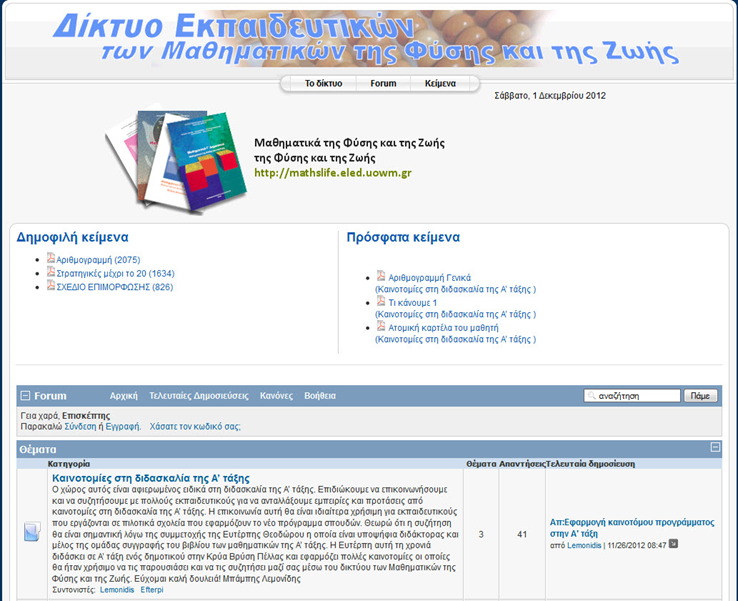 Δίκτυο Εκπαιδευτικών
των Μαθηματικών της Φύσης και της Ζωής
Το δίκτυο Forum Κείμενα
Σάββατο, 1 Δεκεμβρίου 2012
Μαθηματικά της Φύσης και της Ζωής
της Φύσης και της Ζωής
http://mathslife.eled.uowm.gr
Δημοφιλή κείμενα
Αριθμογραμμή (2075)
Στρατηγικές μέχρι το 20 (1634)
ΣΧΕΔΙΟ ΕΠΙΜΟΡΦΩΣΗΣ (826)
Πρόσφατα κείμενα
Αριθμογραμμή Γενικά
(Καινοτομίες στη διδασκαλία της Α' τάξης )
Τι κάνουμε 1
(Καινοτομίες στη διδασκαλία της Α' τάξης )
Ατομική καρτέλα του μαθητή
(Καινοτομίες στη διδασκαλία της Α' τάξης )
Forum Αρχική Τελευταίες Δημοσιεύσεις Κανόνες Βοήθεια αναζήτηση Πάμε
Γεια χαρά, Επισκέπτης
Παρακαλώ Σύνδεση ή Εγγραφή. Χάσατε τον κωδικό σας;
Θέματα
Κατηγορία Θέματα Απαντήσεις Τελευταία δημοσίευση
Καινοτομίες στη διδασκαλία της Α' τάξης
Ο χώρος αυτός είναι αφιερωμένος ειδικά στη διδασκαλία της Α' τάξης. Επιδιώκουμε να επικοινωνήσουμε
και να συζητήσουμε με πολλούς εκπαιδευτικούς για να ανταλλάξουμε εμπειρίες και προτάσεις από
καινοτομίες στη διδασκαλία της Α' τάξης. Η επικοινωνία αυτή θα είναι ιδιαίτερα χρήσιμη για εκπαιδευτικούς
που εργάζονται σε πιλοτικά σχολεία που εφαρμόζουν το νέο πρόγραμμα σπουδών. Θεωρώ ότι η συζήτηση
θα είναι σημαντική λόγω της συμμετοχής της Ευτέρπης Θεοδώρου η οποία είναι υποψήφια διδάκτορας και
μέλος της ομάδας συγγραφής του βιβλίου των μαθηματικών της Α' τάξης. Η Ευτέρπη αυτή τη χρονιά
διδάσκει σε Α' τάξη ενός δημοτικού στην Κρύα Βρύση Πέλλας και εφαρμόζει πολλές καινοτομίες οι οποίες
θα ήταν χρήσιμο να τις παρουσιάσει και να τις συζητήσει μαζί σας μέσω του δικτύου των Μαθηματικών της
Φύσης και της Ζωής. Εύχομαι καλή δουλειά! Μπάμπης Λεμονίδης
Συντονιστές: Lemonidis Efterpi
3
41
Απ:Εφαρμογή καινοτόμου προγράμματος
στην Α' τάξη
από Lemonidis | 11/26/2012 08:47